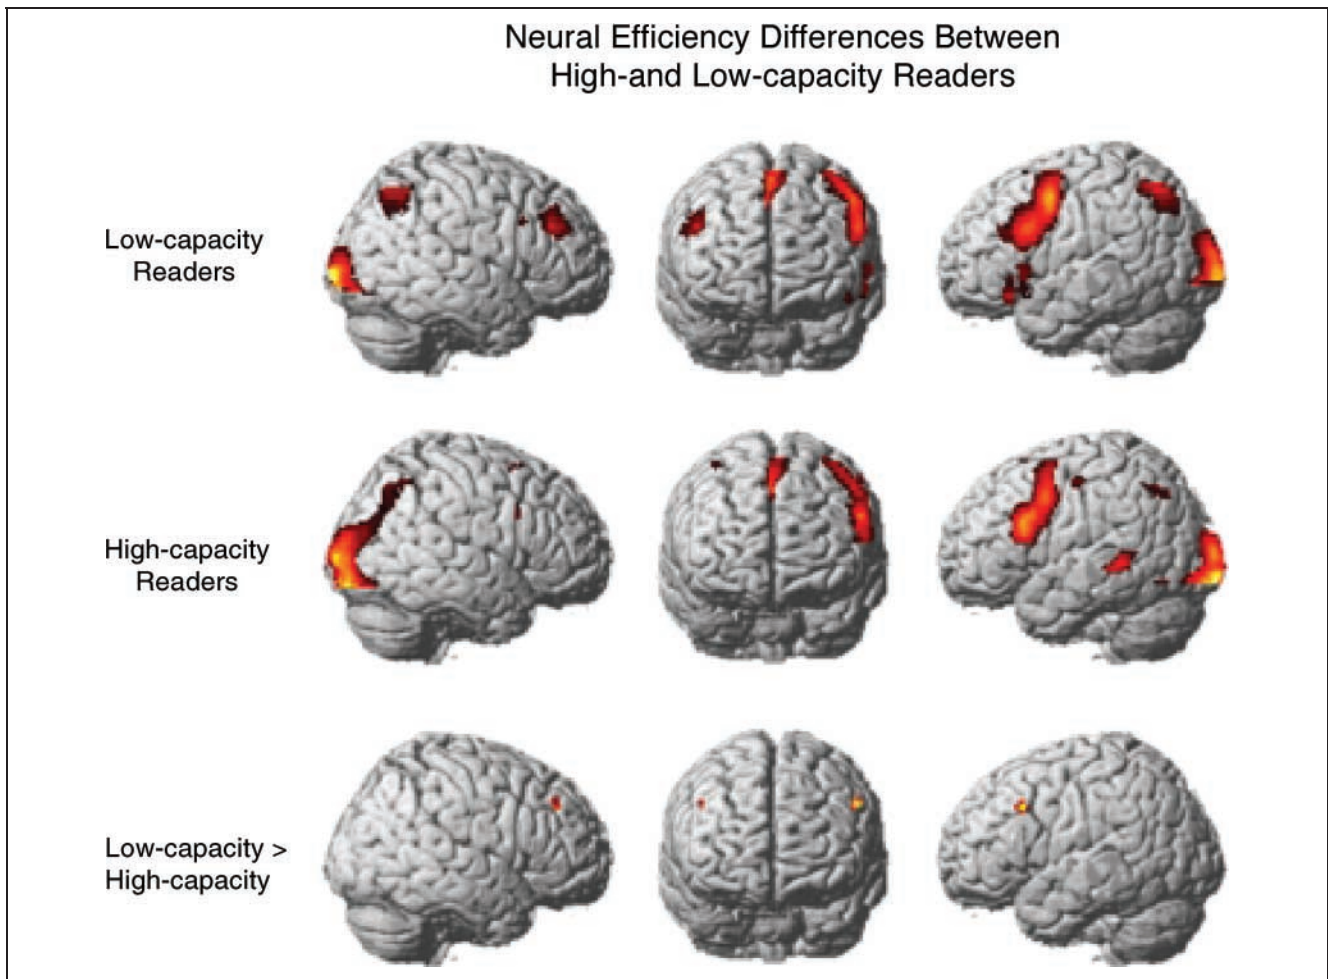 Neural Efficiency Differences Between
High-and Low-capacity Readers
Low-capacity
Readers
High-capacity
Readers
Low-capacity >
High-capacity